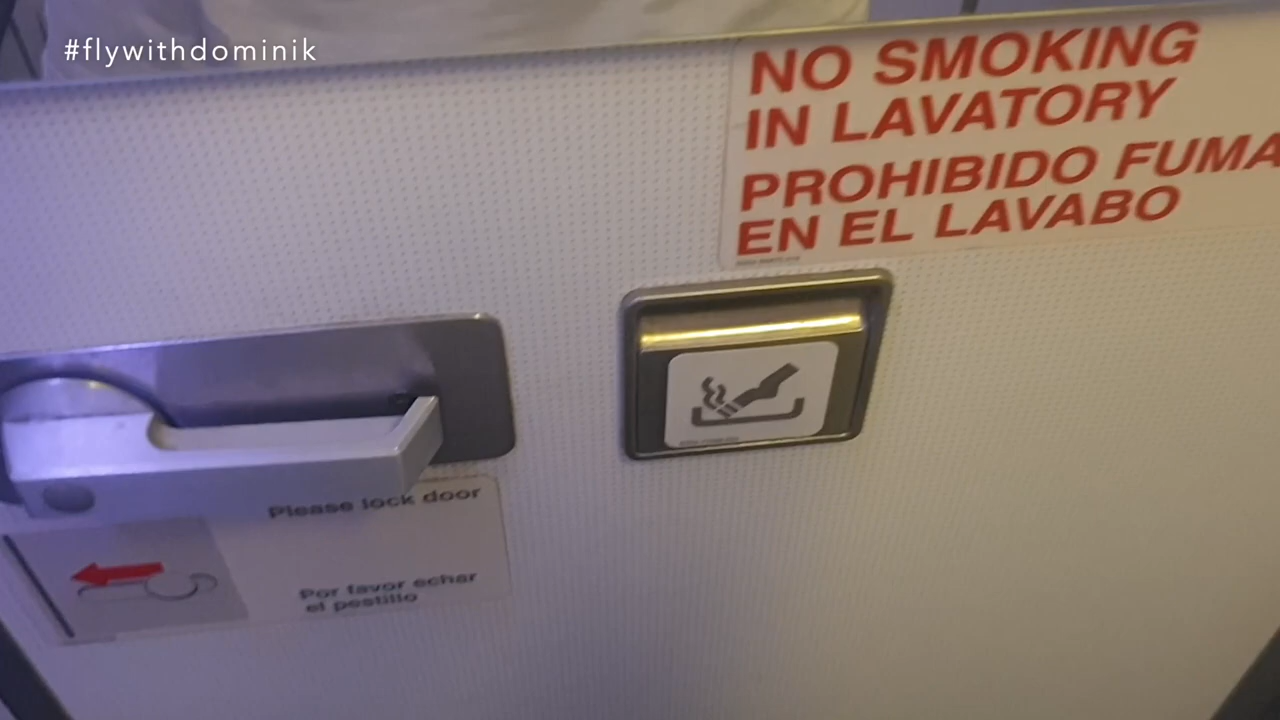 #flywithdominik
NO SMOKING
IN LAVATORY
PROHIBIDO FUMA
EN EL LAVABO
Please lock door
Por favor echar
el pestillo